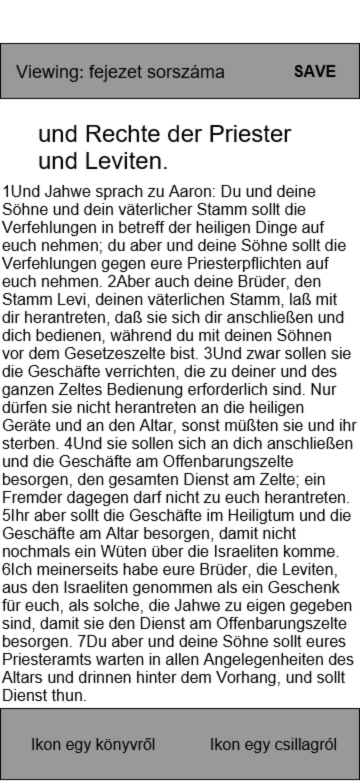 Viewing: fejezet sorszáma
SAVE
und Rechte der Priester
und Leviten.
1Und Jahwe sprach zu Aaron: Du und deine
Söhne und dein väterlicher Stamm sollt die
Verfehlungen in betreff der heiligen Dinge auf
euch nehmen; du aber und deine Söhne sollt die
Verfehlungen gegen eure Priesterpflichten auf
euch nehmen. 2Aber auch deine Brüder, den
Stamm Levi, deinen väterlichen Stamm, laß mit
dir herantreten, daß sie sich dir anschließen und
dich bedienen, während du mit deinen Söhnen
vor dem Gesetzeszelte bist. 3Und zwar sollen sie
die Geschäfte verrichten, die zu deiner und des
ganzen Zeltes Bedienung erforderlich sind. Nur
dürfen sie nicht herantreten an die heiligen
Geräte und an den Altar, sonst müßten sie und ihr
sterben. 4Und sie sollen sich an dich anschließen
und die Geschäfte am Offenbarungszelte
besorgen, den gesamten Dienst am Zelte; ein
Fremder dagegen darf nicht zu euch herantreten.
5Ihr aber sollt die Geschäfte im Heiligtum und die
Geschäfte am Altar besorgen, damit nicht
nochmals ein Wüten über die Israeliten komme.
6Ich meinerseits habe eure Brüder, die Leviten,
aus den Israeliten genommen als ein Geschenk
für euch, als solche, die Jahwe zu eigen gegeben
sind, damit sie den Dienst am Offenbarungszelte
besorgen. 7Du aber und deine Söhne sollt eures
Priesteramts warten in allen Angelegenheiten des
Altars und drinnen hinter dem Vorhang, und sollt
Dienst thun.
Ikon egy könyvről
Ikon egy csillagról